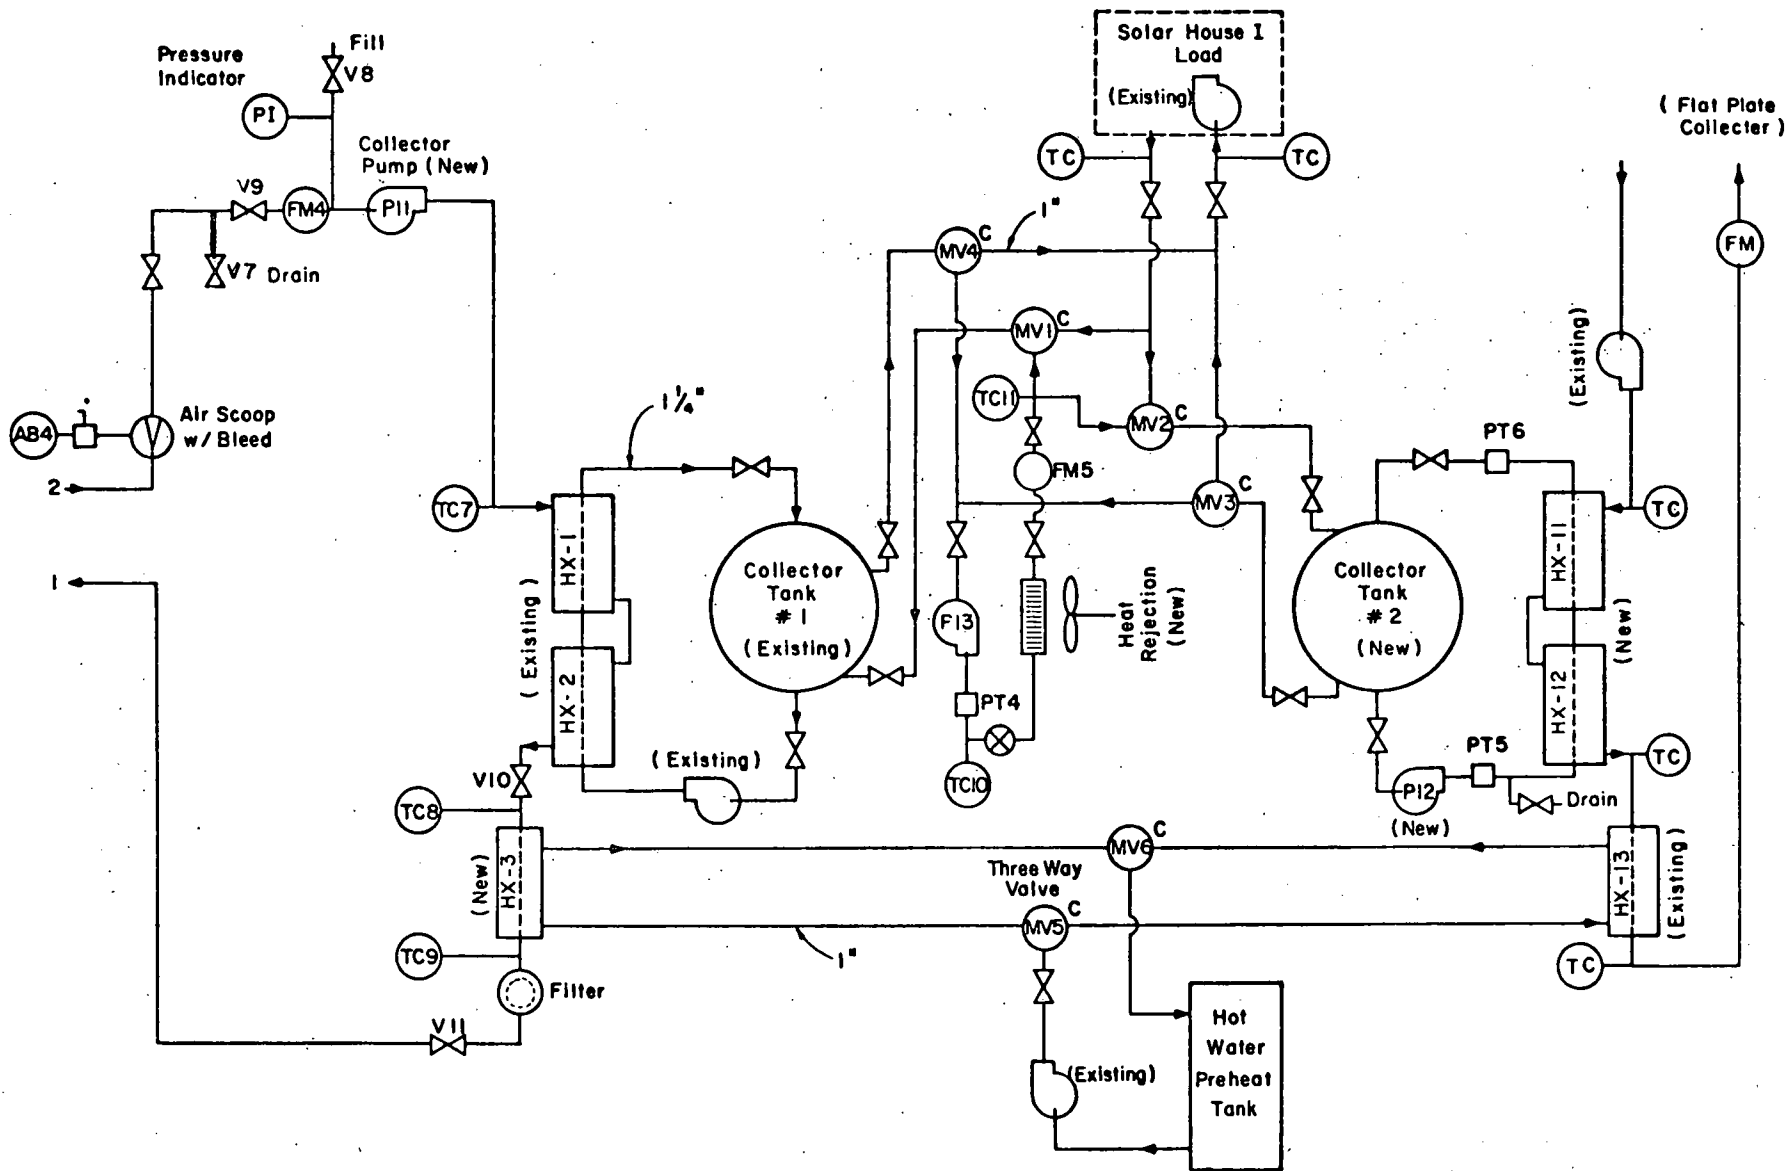 Solar House I
Load
(Existing)
Fill
V8
Pressure
Indicator
PI
Collector
Pump (New)
V9
FM4
P11
V7 Drain
AB4
Air Scoop
w/ Bleed
2
1
TC
TC
( Flat Plate
Collecter )
FM
(Existing)
1"
MV4
C
MV1
C
TC11
MV2
C
FM5
MV3
C
1 1/4"
TC7
HX-1
(Existing)
HX-2
Collector
Tank
# 1
(Existing)
F13
Heat
Rejection
(New)
PT4
TC10
PT6
TC
HX-11
(New)
HX-12
Collector
Tank
# 2
(New)
PT5
TC
P12
(New)
Drain
(Existing)
V10
TC8
(New)
HX-3
TC9
Filter
V11
MV6
C
Three Way
Valve
MV5
C
1"
HX-13
(Existing)
TC
(Existing)
Hot
Water
Preheat
Tank